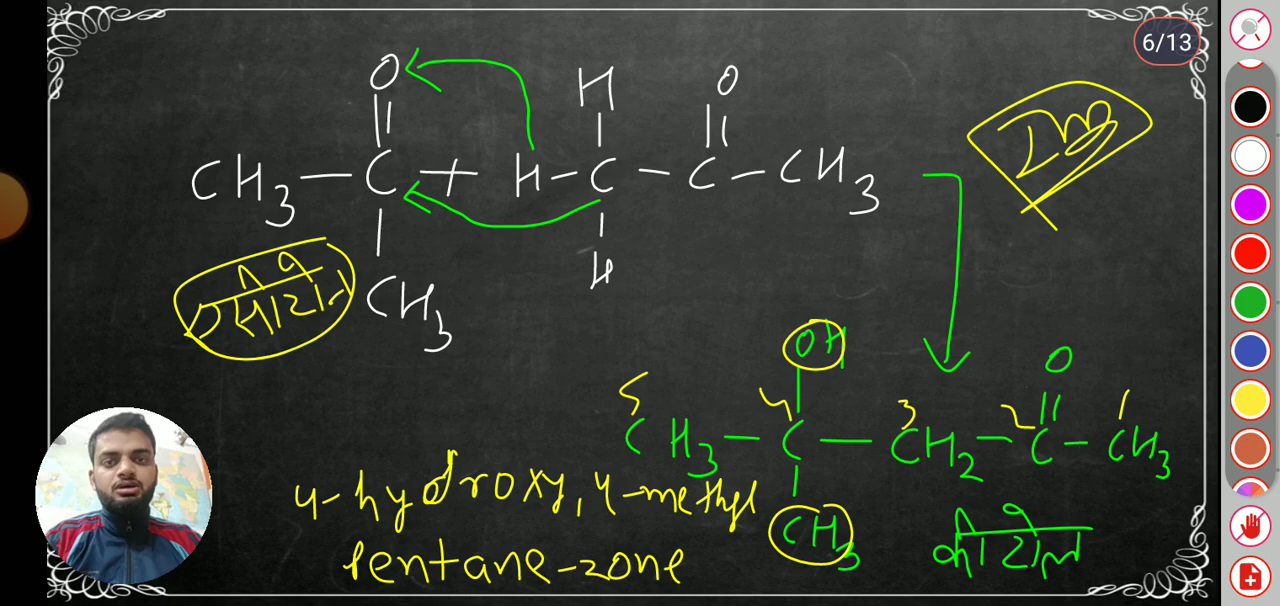 6/13
O H O
CH3 — C + H — C — C — CH3
CH3 H
Imp
OH O
5 4 3 2 1
CH3 — C — CH2 — C — CH3
CH3
4-hydroxy, 4-methyl
pentane-2one